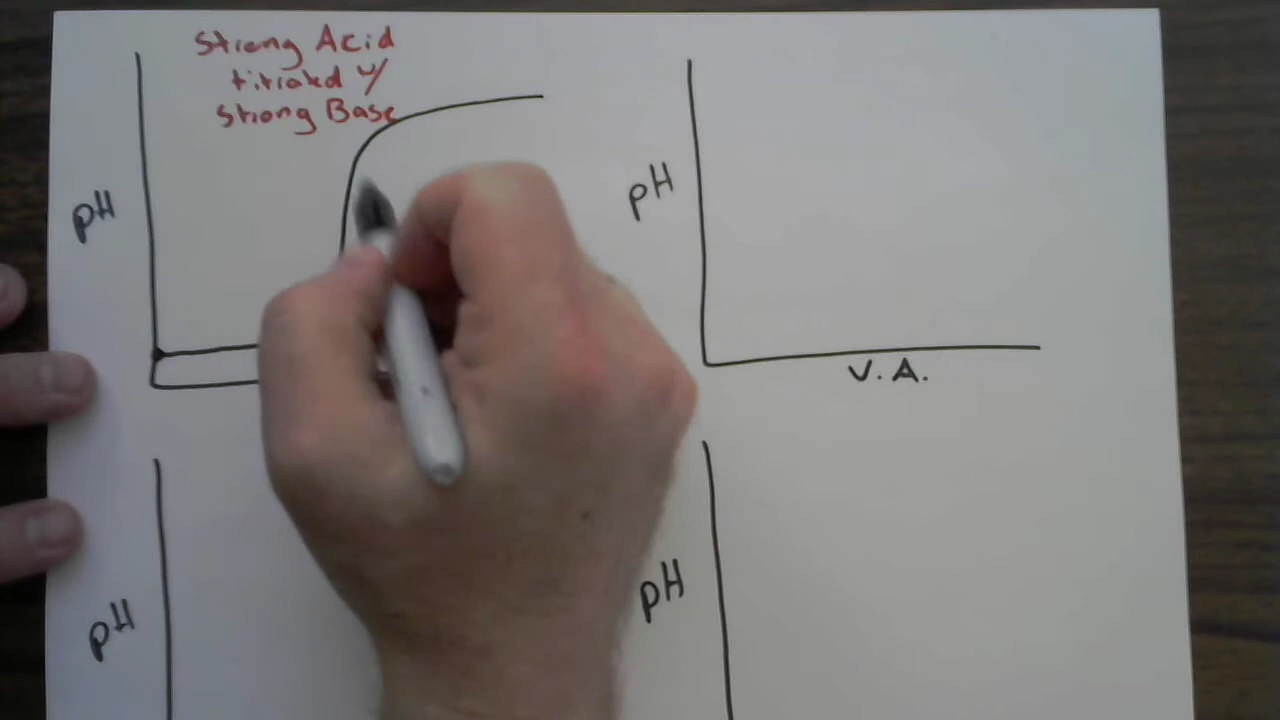 Strong Acid
titrated w/
Strong Base
pH
pH
V.A.
pH
pH